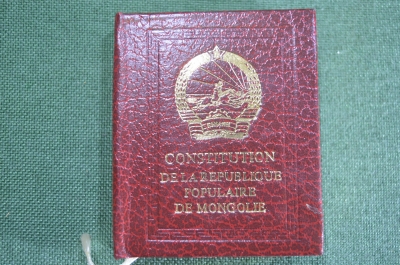 CONSTITUTION
DE LA REPUBLIQUE
POPULAIRE
DE MONGOLIE